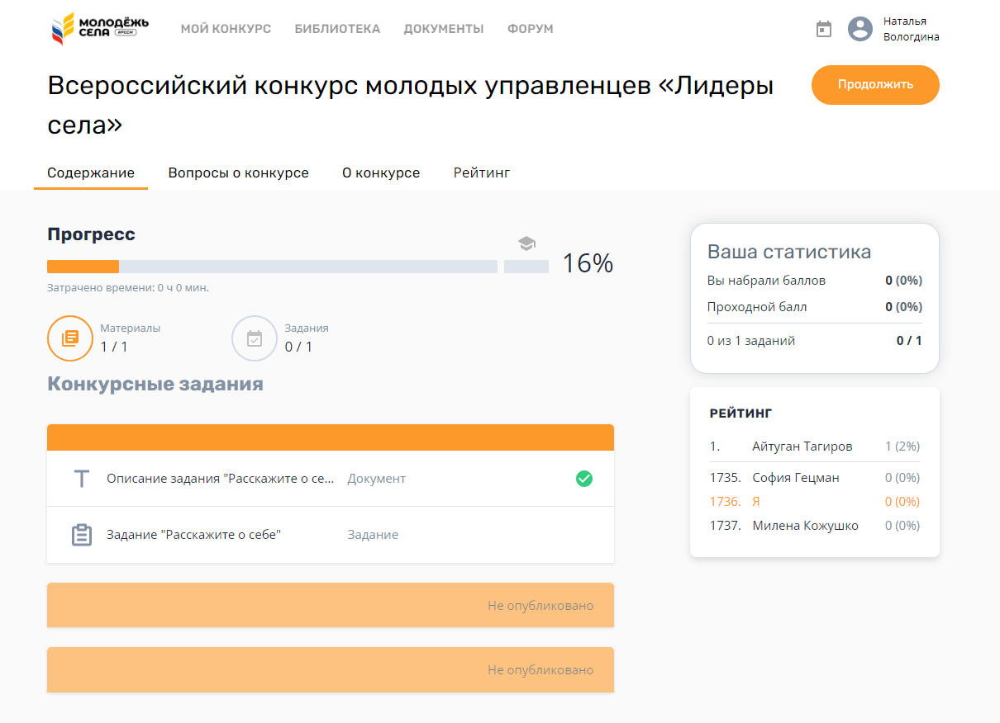 МОЛОДЁЖЬ
СЕЛА #РССМ
МОЙ КОНКУРС БИБЛИОТЕКА ДОКУМЕНТЫ ФОРУМ
Наталья
Вологдина
Всероссийский конкурс молодых управленцев «Лидеры
села»
Продолжить
Содержание Вопросы о конкурсе О конкурсе Рейтинг
Прогресс
16%
Затрачено времени: 0 ч 0 мин.
Материалы
1 / 1
Задания
0 / 1
Конкурсные задания
Описание задания "Расскажите о се... Документ
Задание "Расскажите о себе" Задание
Не опубликовано
Не опубликовано
Ваша статистика
Вы набрали баллов 0 (0%)
Проходной балл 0 (0%)
0 из 1 заданий 0 / 1
РЕЙТИНГ
1. Айтуган Тагиров 1 (2%)
1735. София Гецман 0 (0%)
1736. Я 0 (0%)
1737. Милена Кожушко 0 (0%)